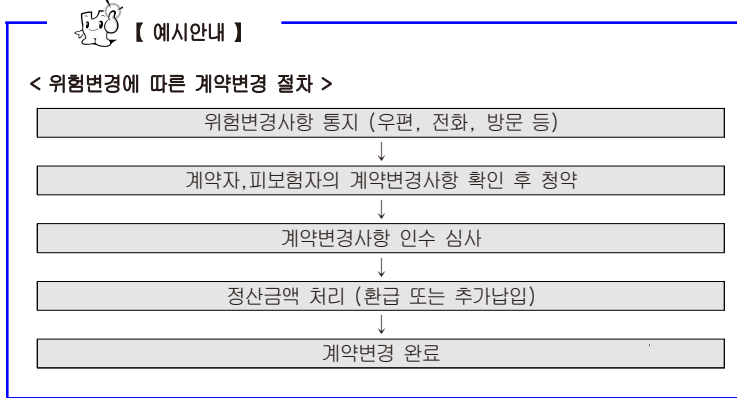 【 예시안내 】
< 위험변경에 따른 계약변경 절차 >
위험변경사항 통지 (우편, 전화, 방문 등)
↓
계약자,피보험자의 계약변경사항 확인 후 청약
↓
계약변경사항 인수 심사
↓
정산금액 처리 (환급 또는 추가납입)
↓
계약변경 완료